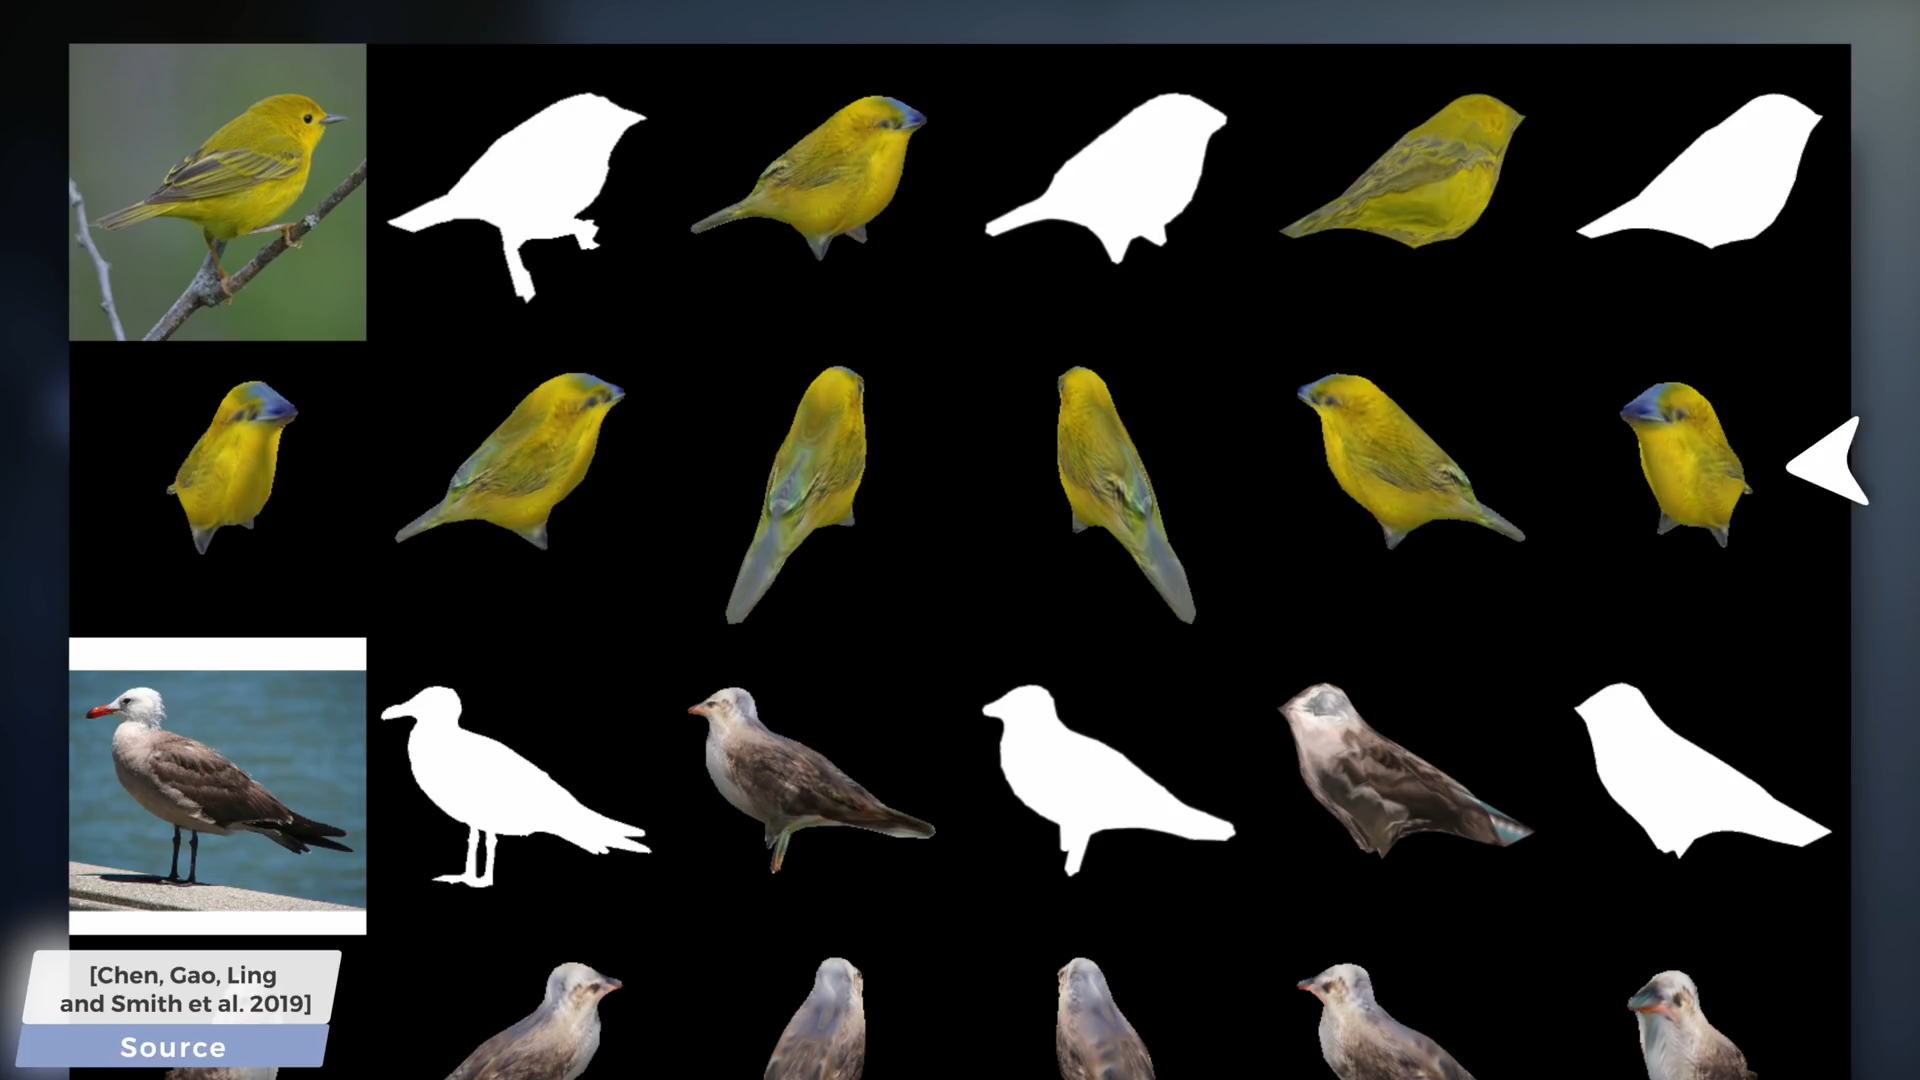 [Chen, Gao, Ling
and Smith et al. 2019]
Source